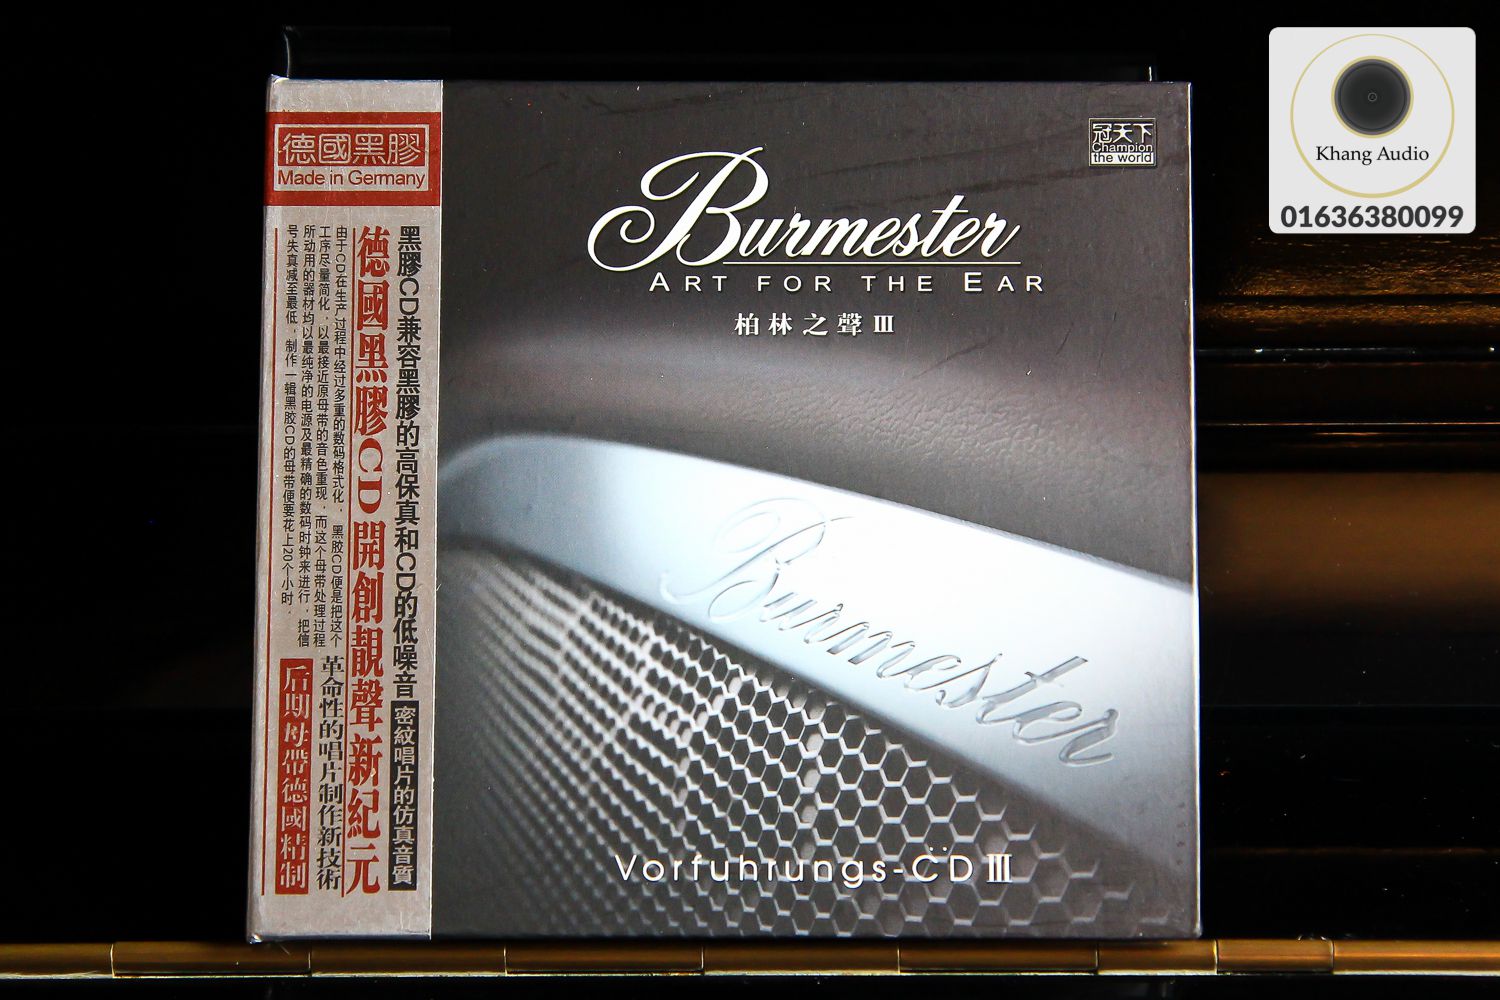 德國黑膠
Made in Germany
黑膠CD兼容黑膠的高保真和CD的低噪音
密紋唱片的仿真音質
德國黑膠CD 開創靚聲新紀元
由于CD在生产过程中经过多重的数码格式化，黑胶CD便是把这个
工序尽量简化，以最接近原母带的音色重现，而这个母带处理过程
所动用的器材均以最纯净的电源及最精确的数码时钟来进行，把信
号失真减至最低，制作一辑黑胶CD的母带便要花上20个小时．
革命性的唱片制作新技術
后期母帶德國精制
Burmester
ART FOR THE EAR
柏林之聲 III
冠天下
Champion
the world
Burmester
Vorfuhrungs-C̈D III
Khang Audio
01636380099